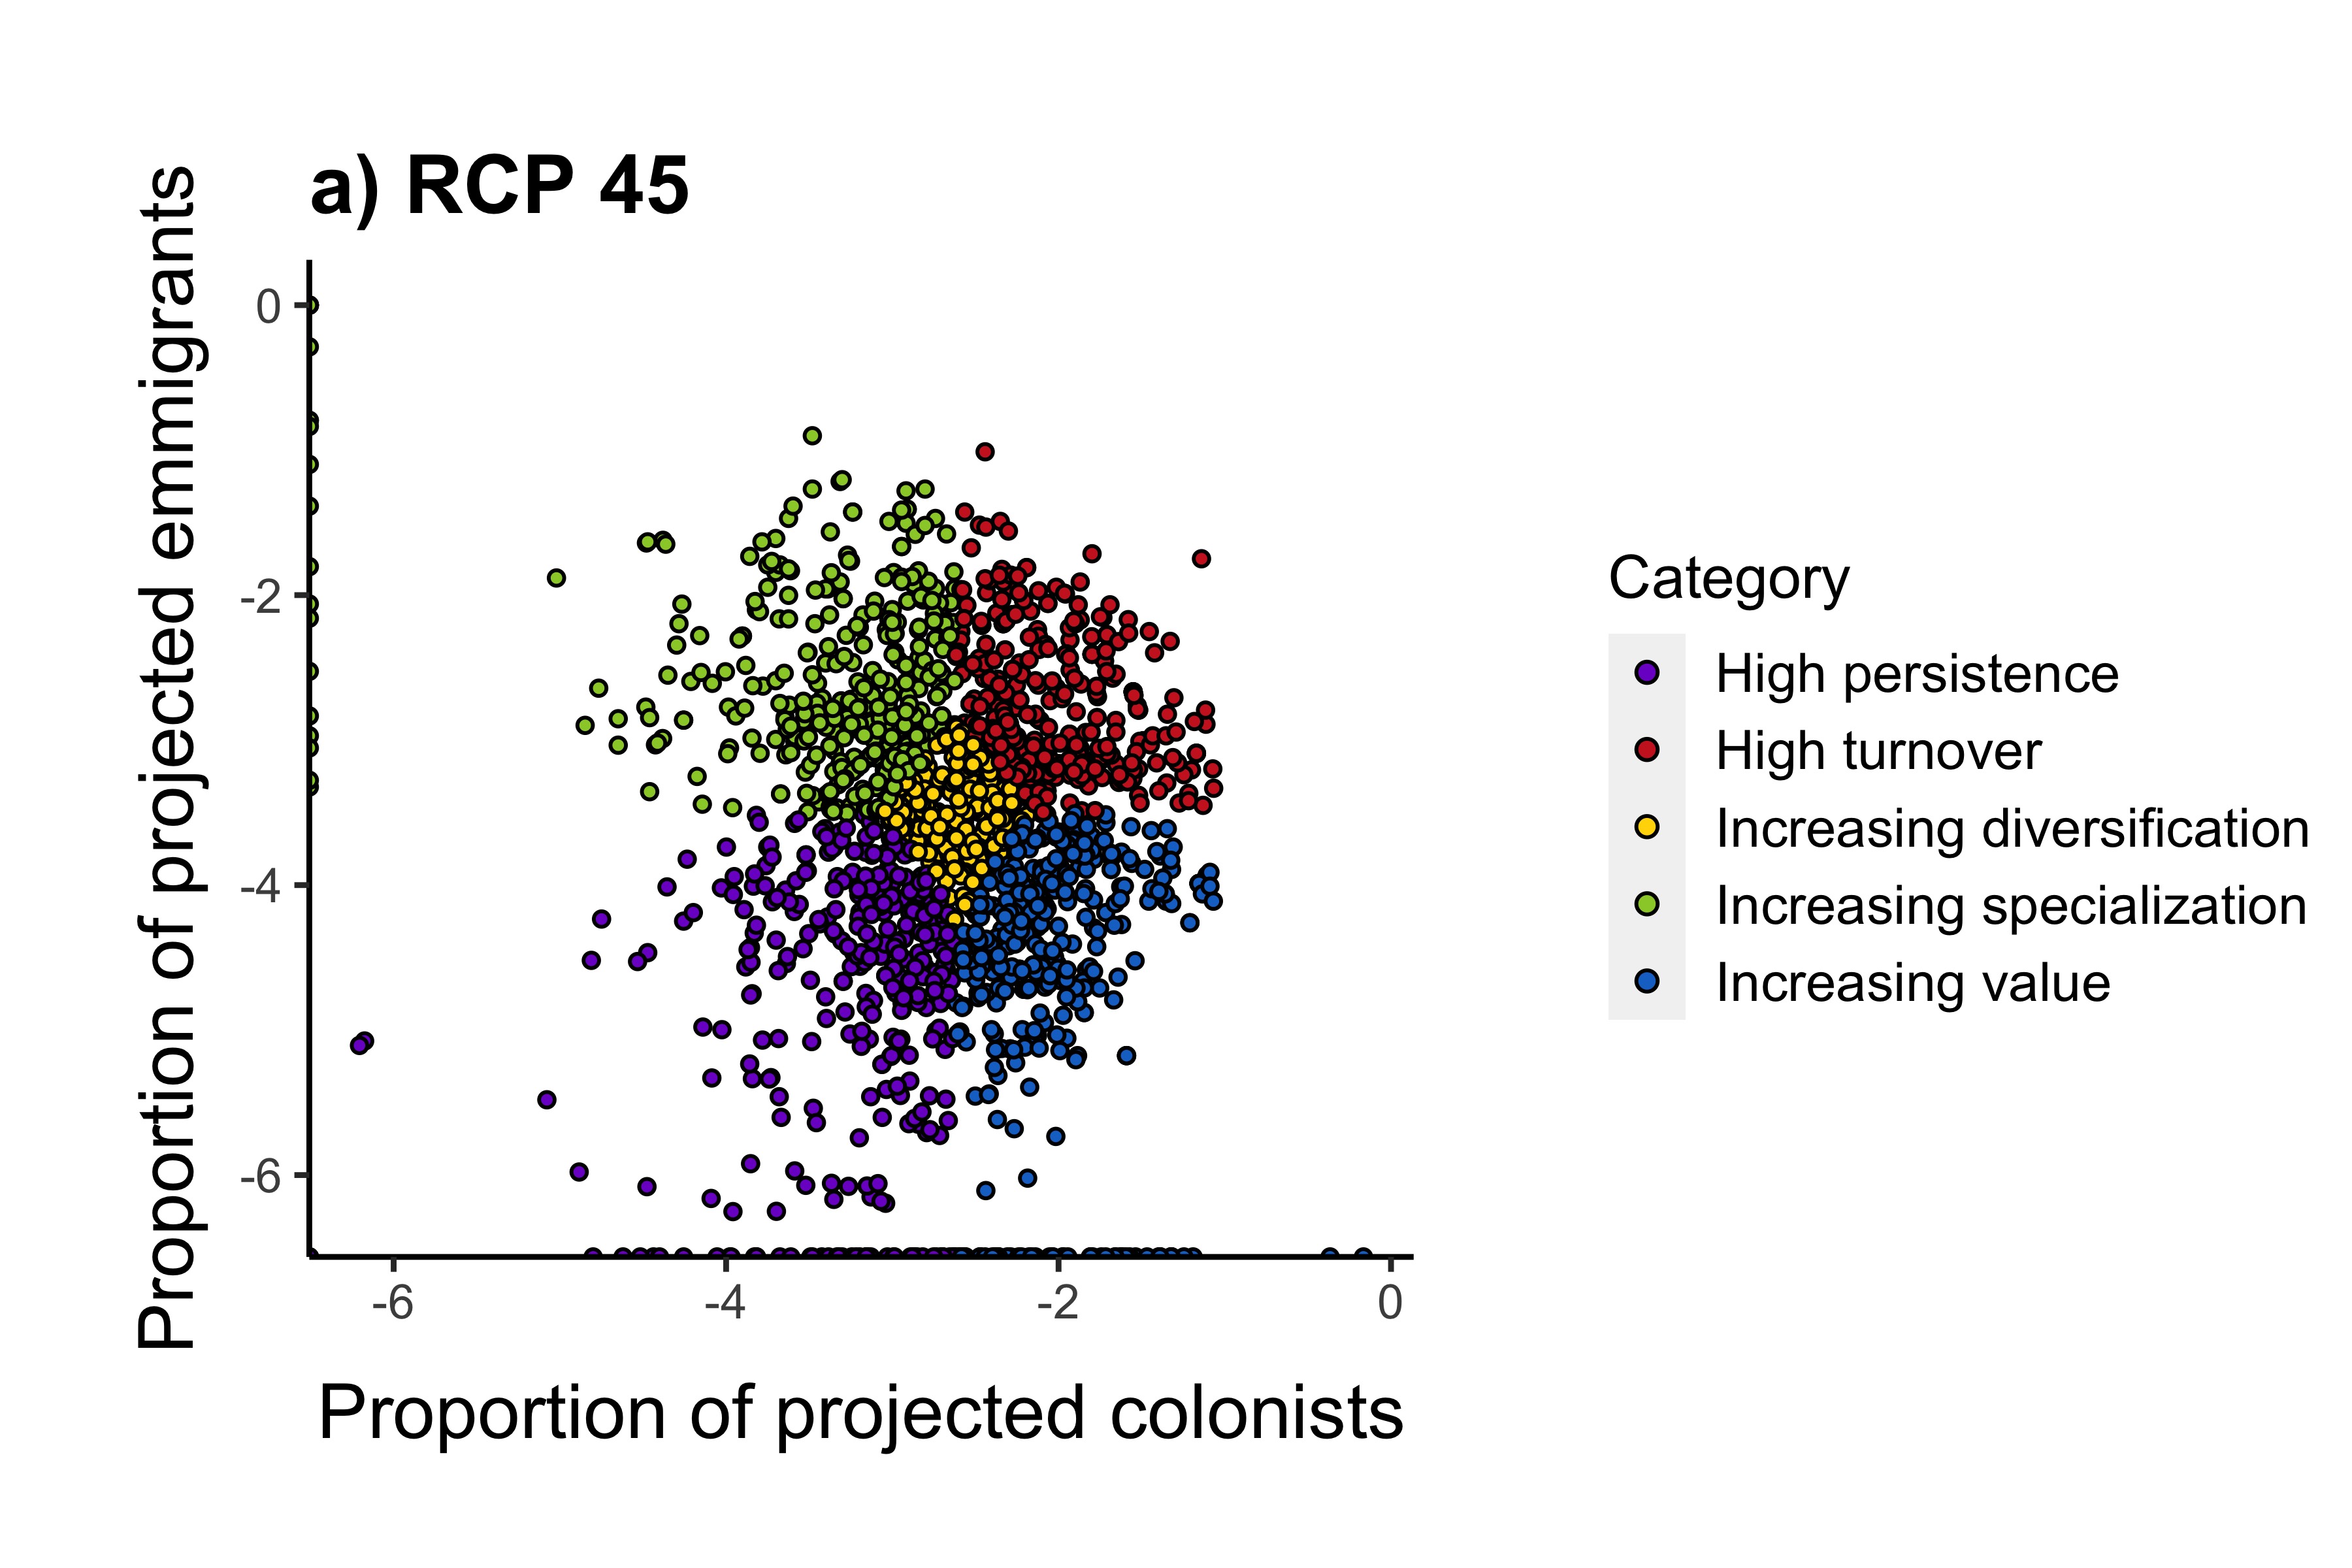 a) RCP 45
Proportion of projected emmigrants
0
-2
-4
-6
-6
-4
-2
0
Proportion of projected colonists
Category
High persistence
High turnover
Increasing diversification
Increasing specialization
Increasing value